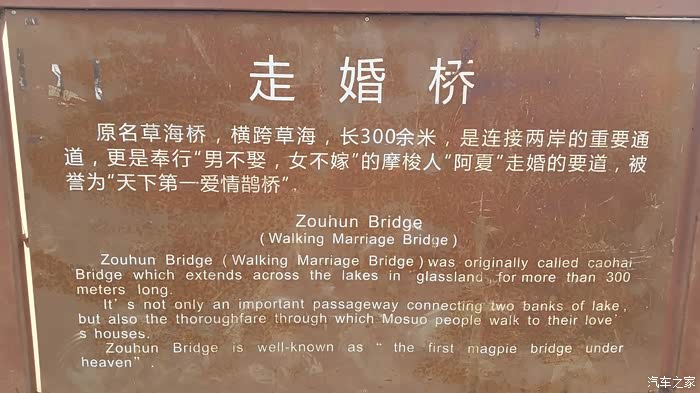 走婚桥
原名草海桥，横跨草海，长300余米，是连接两岸的重要通
道，更是奉行"男不娶，女不嫁"的摩梭人"阿夏"走婚的要道，被
誉为"天下第一爱情鹊桥".
Zouhun Bridge
(Walking Marriage Bridge)
Zouhun Bridge (Walking Marriage Bridge) was originally called caohai
Bridge which extends across the lakes in glassland, for more than 300
meters long.
It's not only an important passageway connecting two banks of lake,
but also the thoroughfare through which Mosuo people walk to their love'
s houses.
Zouhun Bridge is well-known as " the first magpie bridge under
heaven".
汽车之家